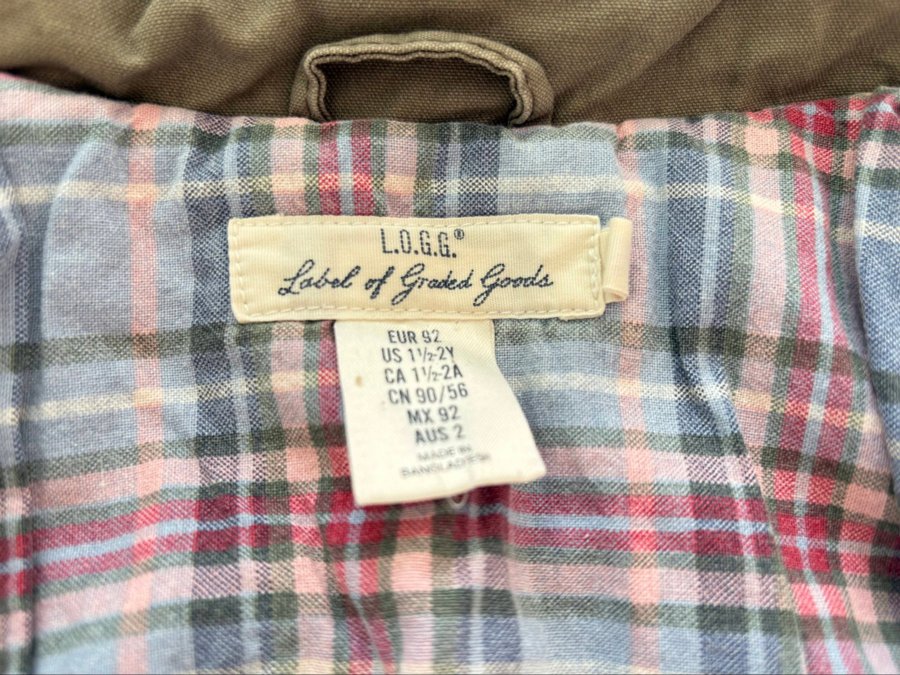 L.O.G.G.®
Label of Graded Goods
EUR 92
US 1½-2Y
CA 1½-2A
CN 90/56
MX 92
AUS 2
MADE IN
BANGLADESH